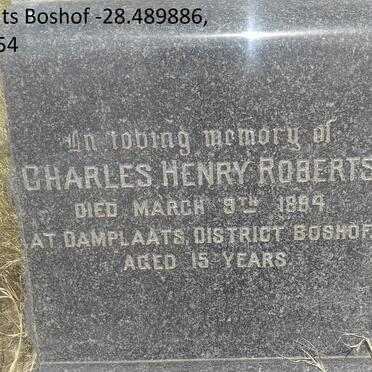 ts Boshof -28.489886,
54
In loving memory of
CHARLES HENRY ROBERTS
DIED MARCH 9TH 1894
AT DAMPLAATS, DISTRICT BOSHOF
AGED 15 YEARS.